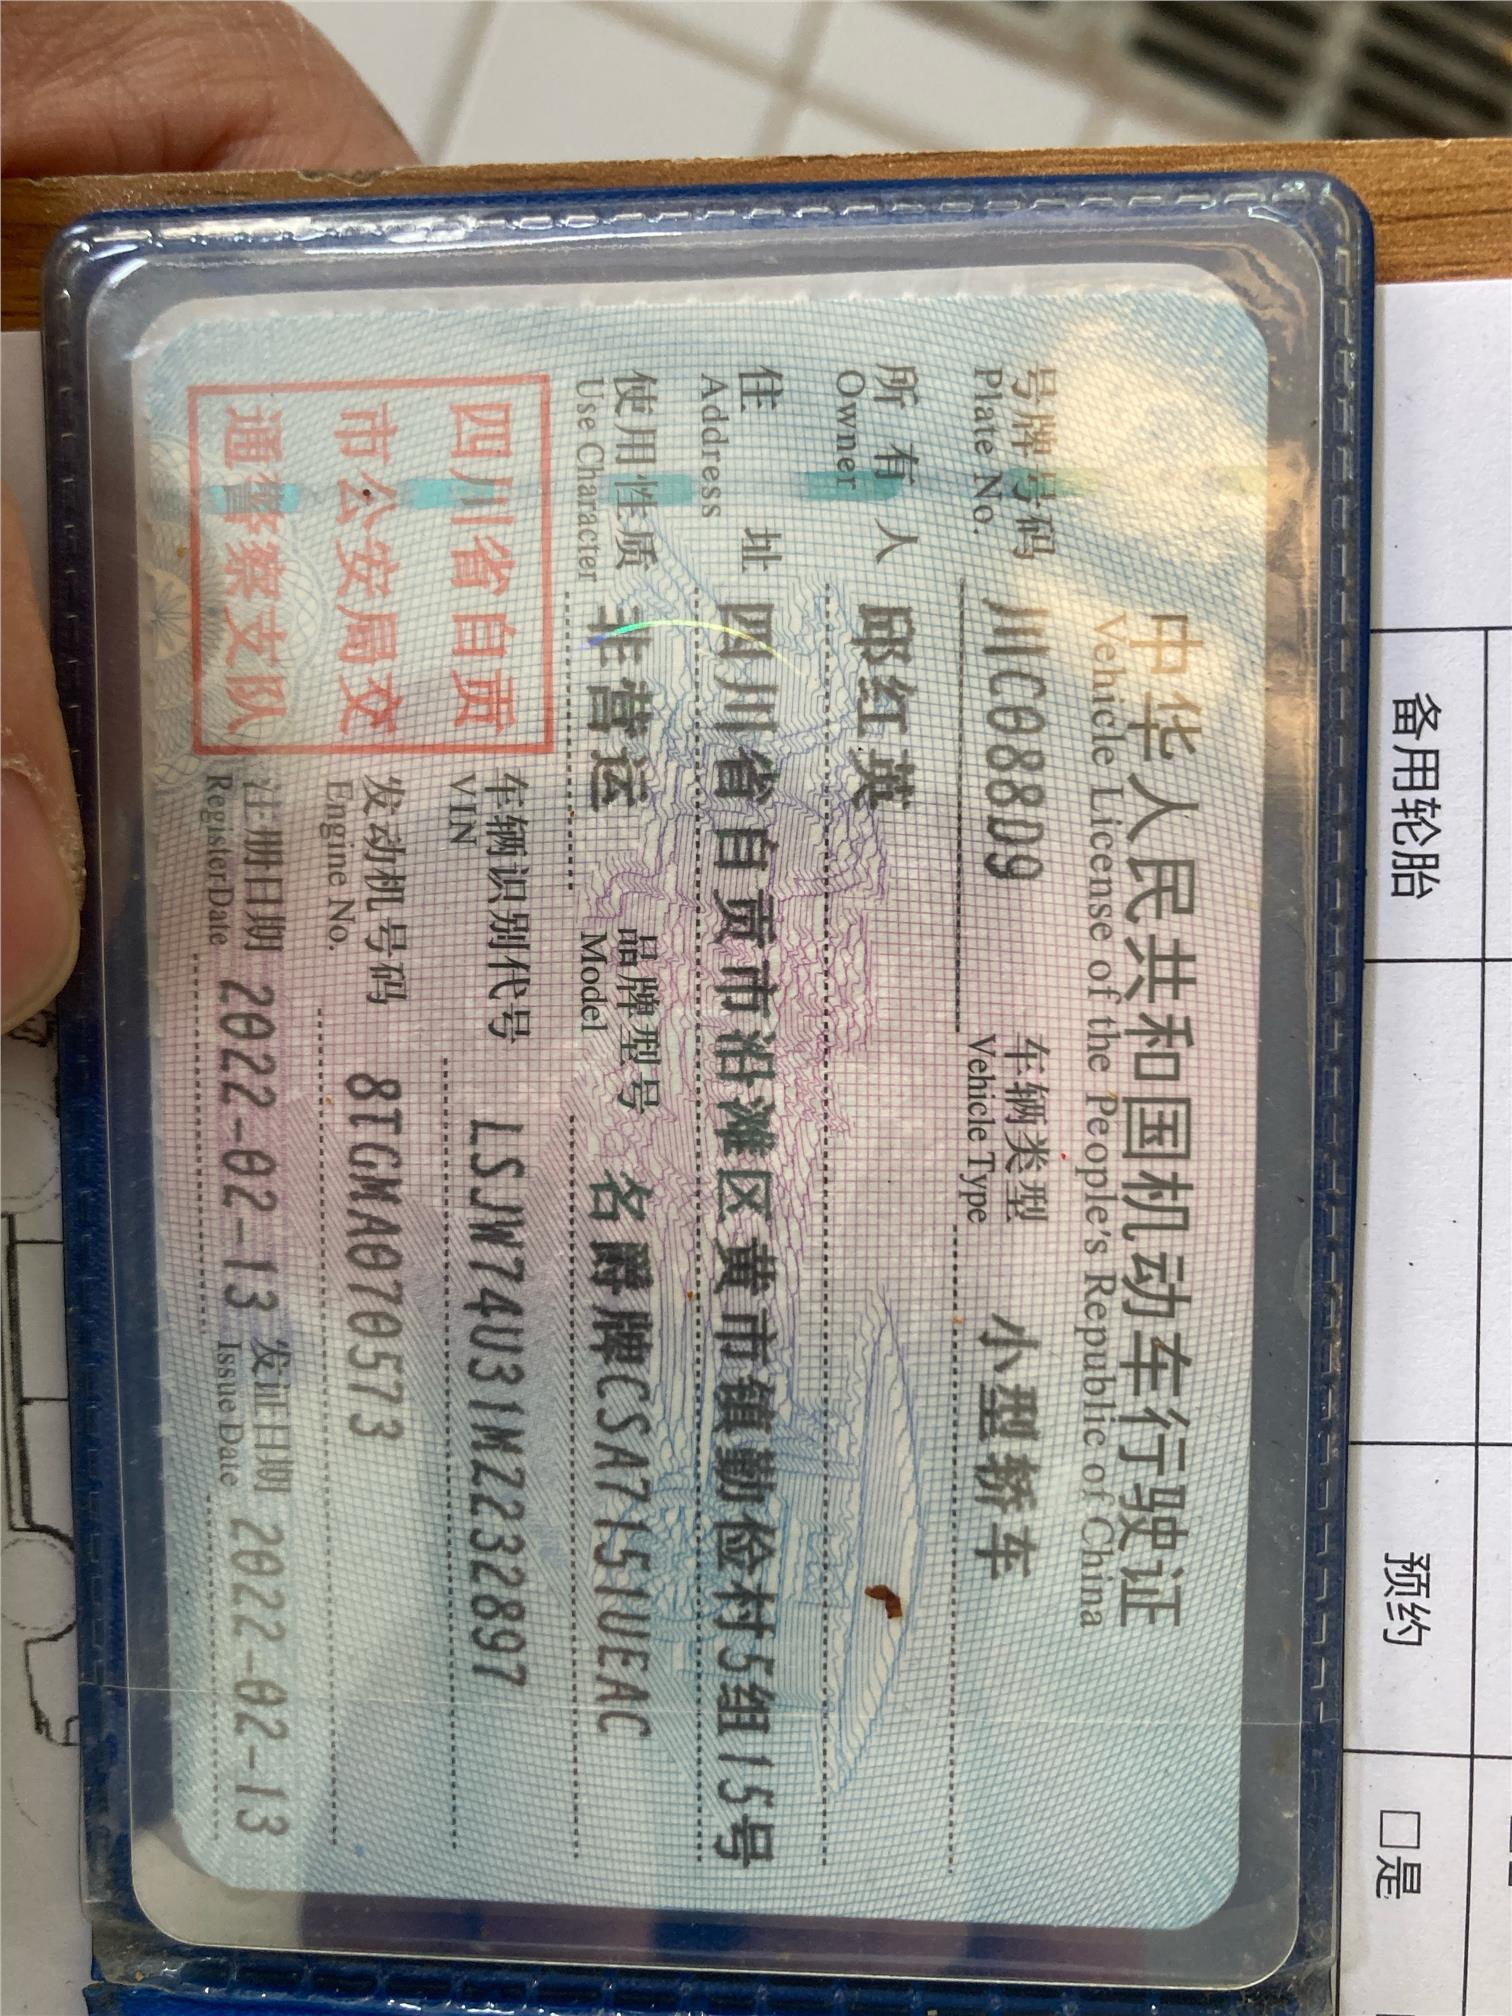 中华人民共和国机动车行驶证
Vehicle License of the People's Republic of China
号牌号码 川C088D9 车辆类型 小型轿车
Plate No. Vehicle Type
所有人 邱红英
Owner
住址 四川省自贡市沿滩区黄市镇勤俭村5组15号
Address
使用性质 非营运 品牌型号 名爵牌CSA7151UEAC
Use Character Model
四川省自贡
市公安局交
通警察支队
车辆识别代号 LSJW74U31MZ232897
VIN
发动机号码 8TGMA070573
Engine No.
注册日期 2022-02-13 发证日期 2022-02-13
Register Date Issue Date
备用轮胎
预约
□是